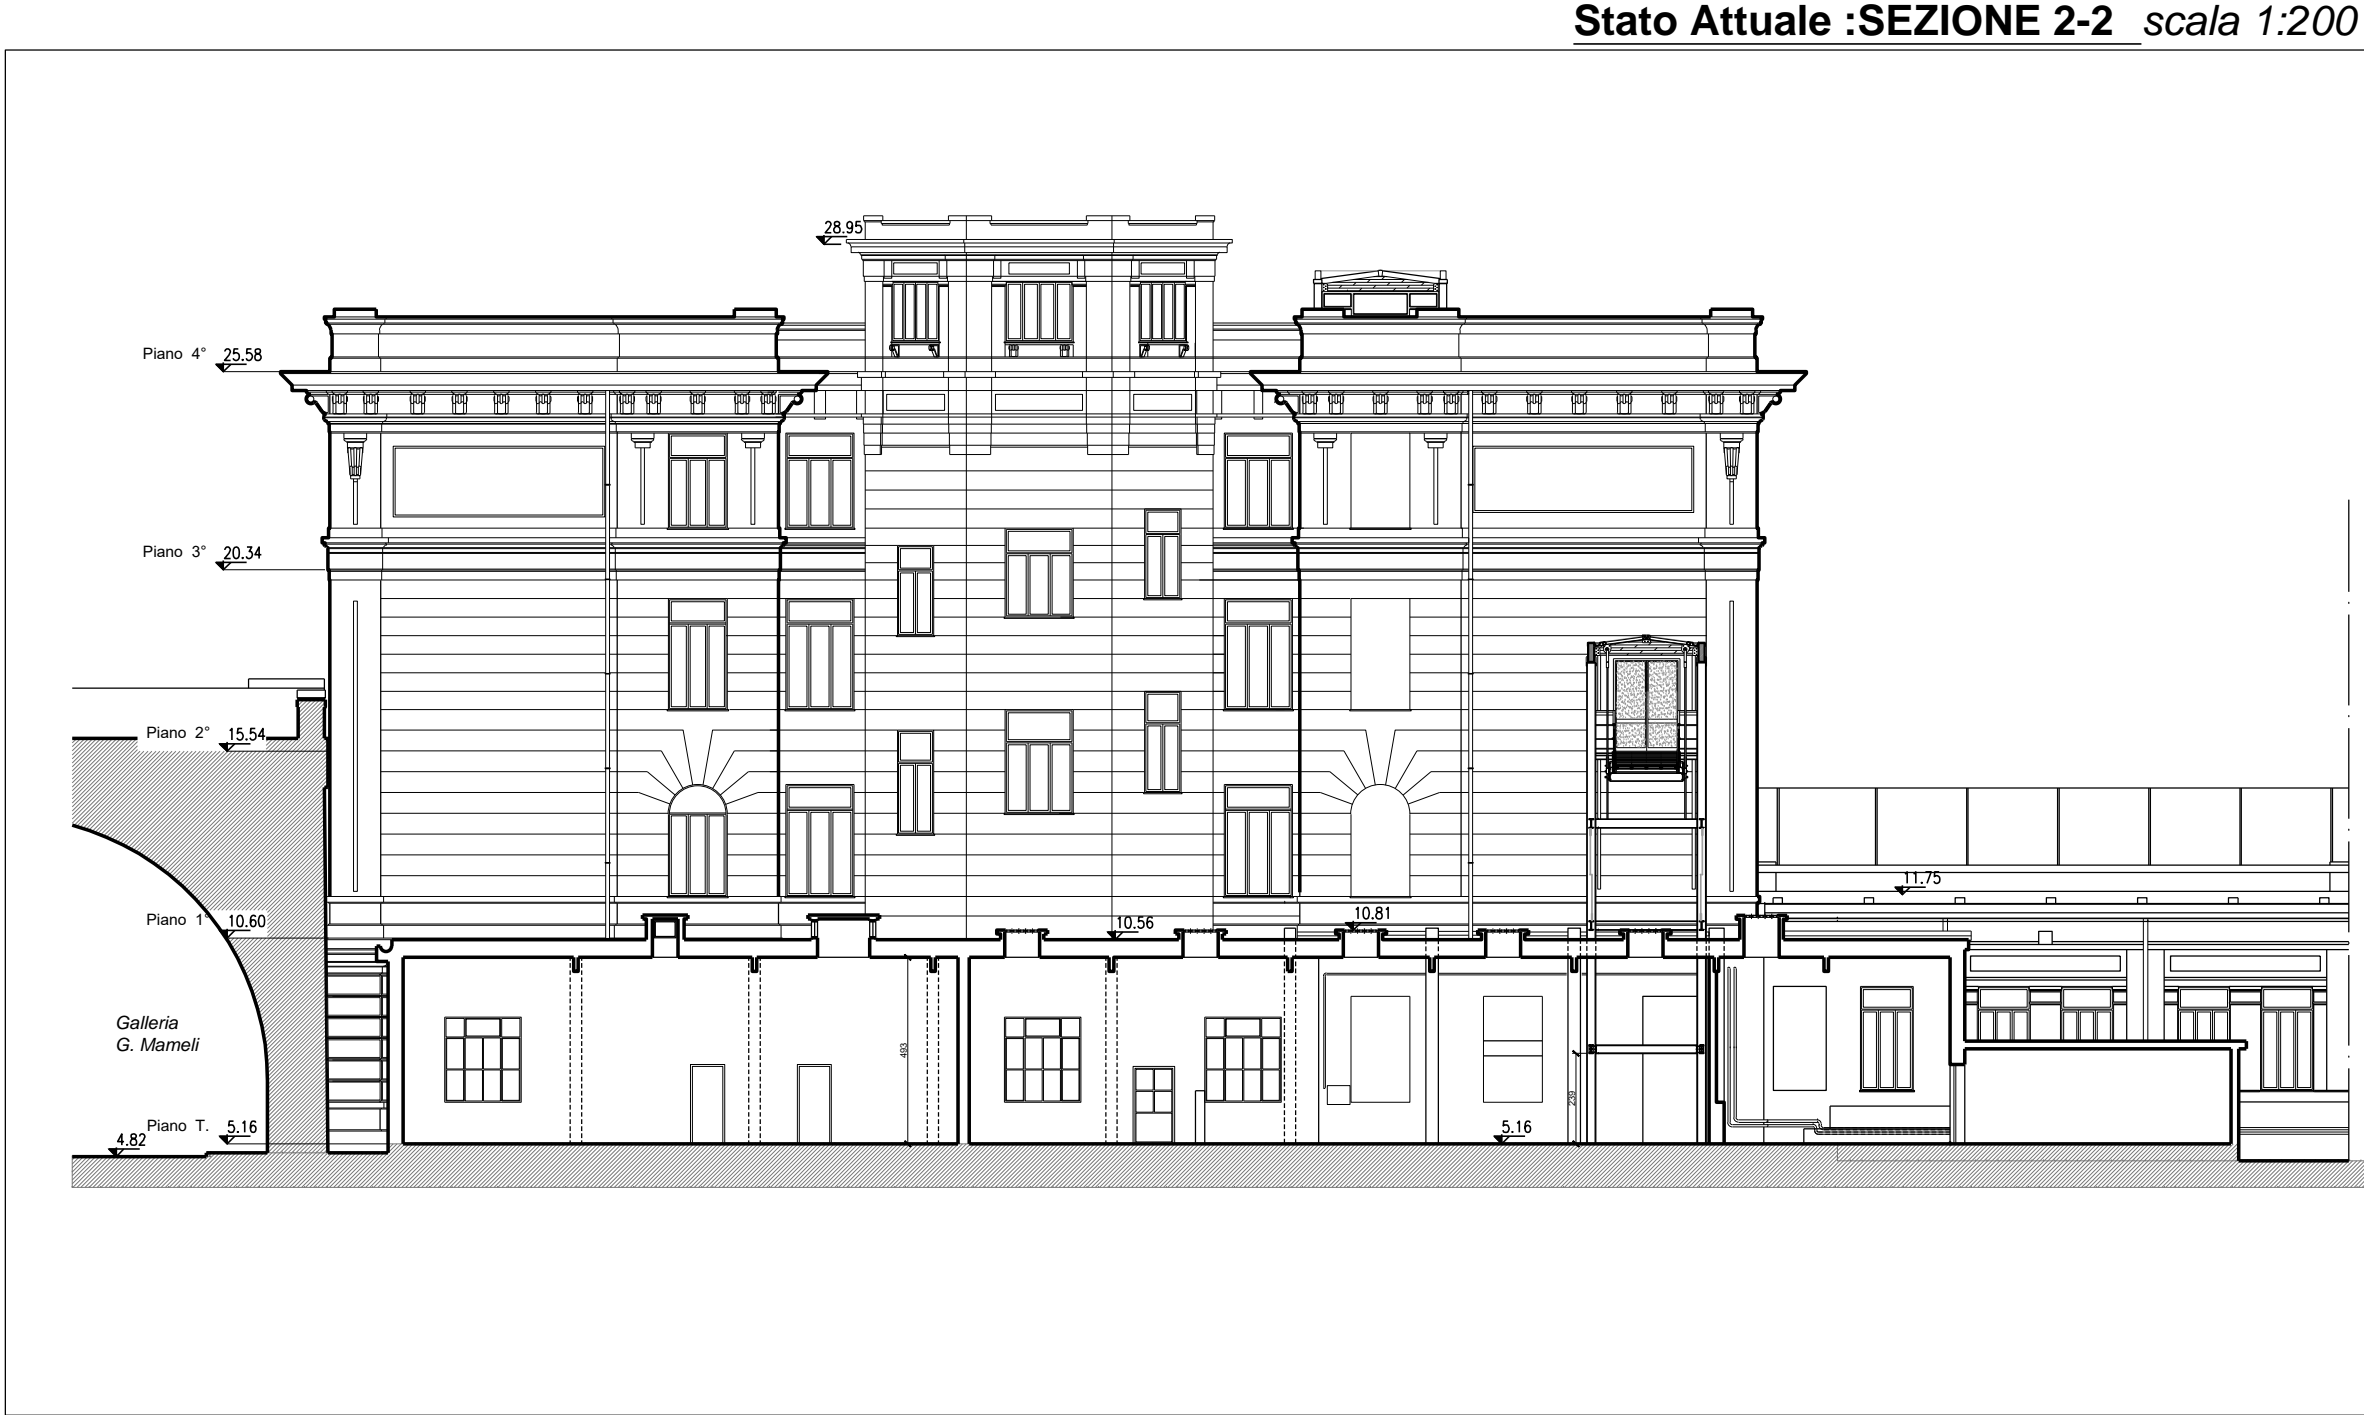 Stato Attuale :SEZIONE 2-2 scala 1:200
28.95
Piano 4° 25.58
Piano 3° 20.34
Piano 2° 15.54
11.75
Piano 1° 10.60
10.56
10.81
Galleria
G. Mameli
493
239
Piano T. 5.16
4.82
5.16